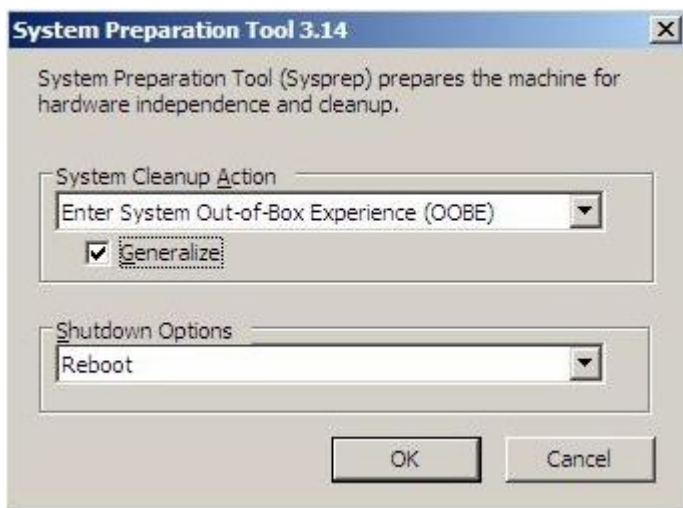 System Preparation Tool 3.14
System Preparation Tool (Sysprep) prepares the machine for
hardware independence and cleanup.
System Cleanup Action
Enter System Out-of-Box Experience (OOBE)
Generalize
Shutdown Options
Reboot
OK
Cancel